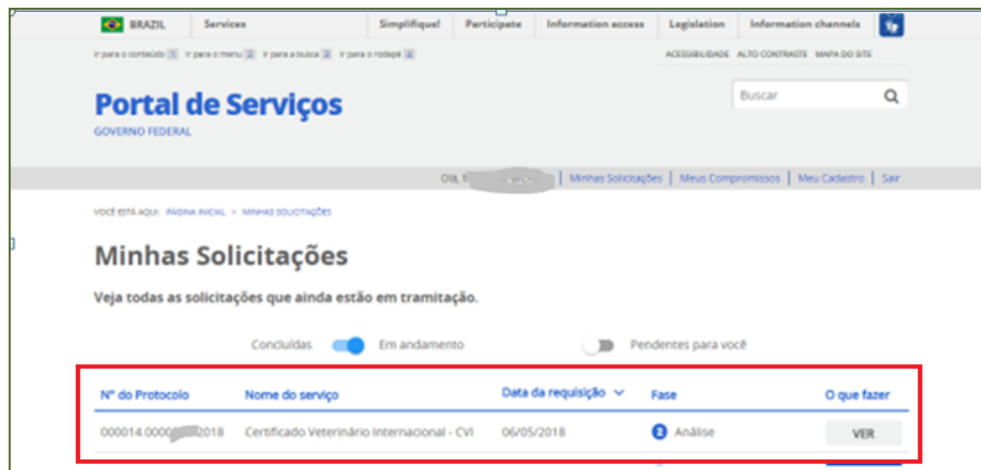 BRAZIL Services Simplifique! Participate Information access Legislation Information channels
Ir para o conteúdo 1 Ir para o menu 2 Ir para a busca 3 Ir para o rodapé 4 ACESSIBILIDADE ALTO CONTRASTE MAPA DO SITE
Portal de Serviços
Buscar
GOVERNO FEDERAL
Olá, Minhas Solicitações | Meus Compromissos | Meu Cadastro | Sair
VOCÊ ESTÁ AQUI: PÁGINA INICIAL > MINHAS SOLICITAÇÕES
Minhas Solicitações
Veja todas as solicitações que ainda estão em tramitação.
Concluídas Em andamento Pendentes para você
N° do Protocolo Nome do serviço Data da requisição Fase O que fazer
000014.0000 2018 Certificado Veterinário Internacional - CVI 06/05/2018 2 Análise VER